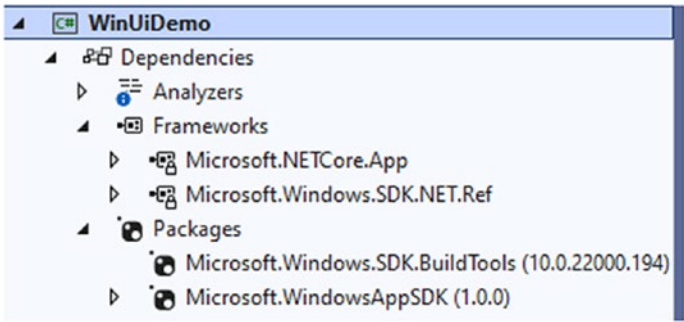 C# WinUiDemo
Dependencies
Analyzers
Frameworks
Microsoft.NETCore.App
Microsoft.Windows.SDK.NET.Ref
Packages
Microsoft.Windows.SDK.BuildTools (10.0.22000.194)
Microsoft.WindowsAppSDK (1.0.0)